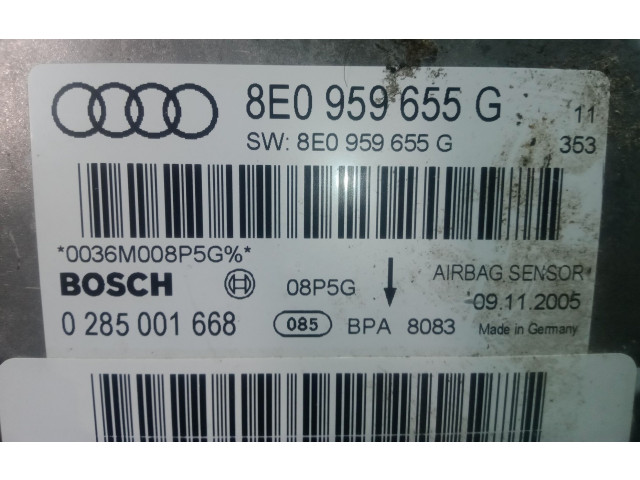 8E0 959 655 G 11
SW: 8E0 959 655 G 353
*0036M008P5G%*
BOSCH 08P5G AIRBAG SENSOR
09.11.2005
0 285 001 668 085 BPA 8083 Made in Germany